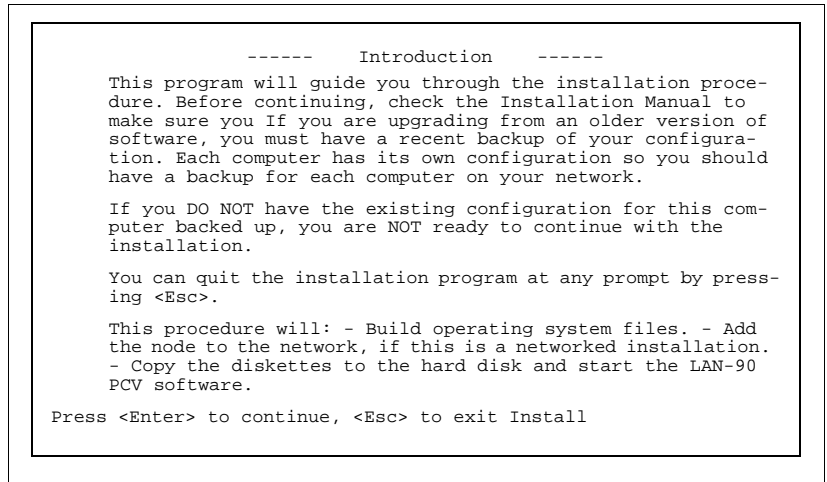 ------ Introduction ------
This program will guide you through the installation proce-
dure. Before continuing, check the Installation Manual to
make sure you If you are upgrading from an older version of
software, you must have a recent backup of your configura-
tion. Each computer has its own configuration so you should
have a backup for each computer on your network.
If you DO NOT have the existing configuration for this com-
puter backed up, you are NOT ready to continue with the
installation.
You can quit the installation program at any prompt by press-
ing <Esc>.
This procedure will: - Build operating system files. - Add
the node to the network, if this is a networked installation.
- Copy the diskettes to the hard disk and start the LAN-90
PCV software.
Press <Enter> to continue, <Esc> to exit Install